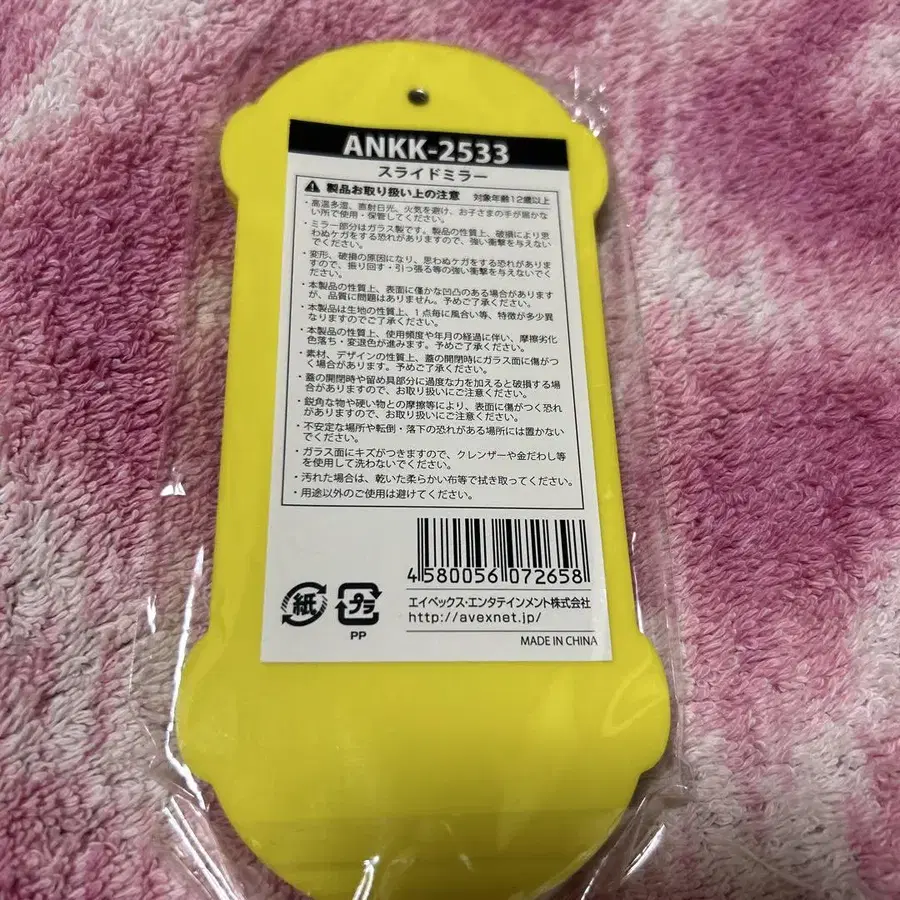 ANKK-2533
スライドミラー
製品お取り扱い上の注意 対象年齢12歳以上
・高温多湿、直射日光、火気を避け、お子さまの手が届かな
い所で使用・保管してください。
・ミラー部分はガラス製です。製品の性質上、破損により思
わぬケガをする恐れがありますので、強い衝撃を与えない
でください。
・変形、破損の原因になり、思わぬケガをする恐れがありま
すので、振り回す・引っ張る等の強い衝撃を与えないでく
ださい。
・本製品の性質上、表面に僅かな凹凸のある場合があります
が、品質に問題はありません。予めご了承ください。
・本製品は生地の性質上、1点毎に風合い等、特徴が多少異
なりますのでご了承ください。
・本製品の性質上、使用頻度や年月の経過に伴い、摩擦劣化
色落ち・変退色が進みます。予めご了承ください。
・素材、デザインの性質上、蓋の開閉時にガラス面に傷がつ
く場合があります。予めご了承ください。
・蓋の開閉時や留め具部分に過度な力を加えると破損する場
合がありますので、お取り扱いにご注意ください。
・鋭角な物や硬い物との摩擦等により、表面に傷がつく恐れ
がありますので、お取り扱いにご注意ください。
・不安定な場所や転倒・落下の恐れがある場所には置かない
でください。
・ガラス面にキズがつきますので、クレンザーや金だわし等
を使用して洗わないでください。
・汚れた場合は、乾いた柔らかい布等で拭き取ってください。
・用途以外のご使用は避けてください。
4 580056 072658
紙 プラ
PP
エイベックス・エンタテインメント株式会社
http://avexnet.jp/
MADE IN CHINA